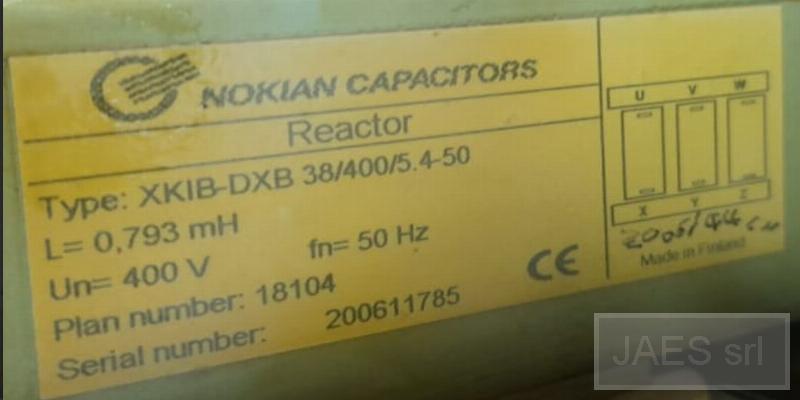 NOKIAN CAPACITORS
Reactor
Type: XKIB-DXB 38/400/5.4-50
L= 0,793 mH
Un= 400 V
fn= 50 Hz
Plan number: 18104
Serial number: 200611785
CE
U V W
X Y Z
Made in Finland
JAES srl